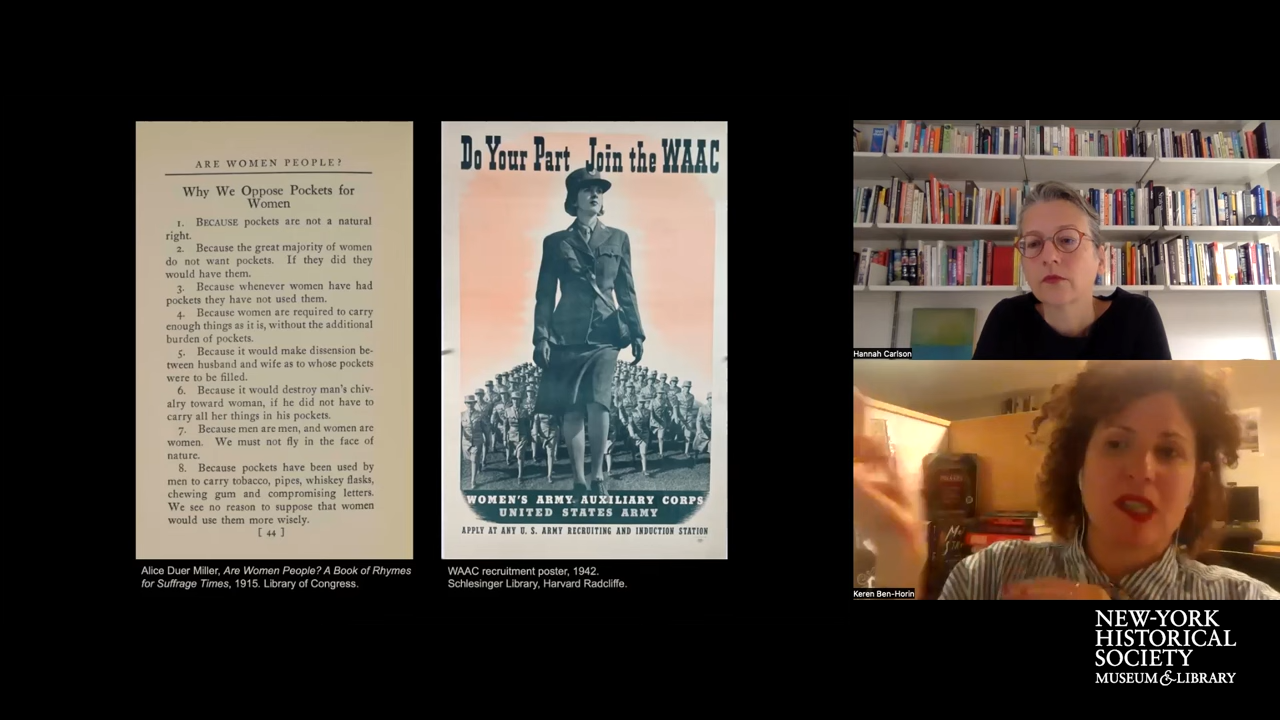 ARE WOMEN PEOPLE?
Why We Oppose Pockets for
Women
1. BECAUSE pockets are not a natural
right.
2. Because the great majority of women
do not want pockets. If they did they
would have them.
3. Because whenever women have had
pockets they have not used them.
4. Because women are required to carry
enough things as it is, without the additional
burden of pockets.
5. Because it would make dissension be-
tween husband and wife as to whose pockets
were to be filled.
6. Because it would destroy man's chiv-
alry toward woman, if he did not have to
carry all her things in his pockets.
7. Because men are men, and women are
women. We must not fly in the face of
nature.
8. Because pockets have been used by
men to carry tobacco, pipes, whiskey flasks,
chewing gum and compromising letters.
We see no reason to suppose that women
would use them more wisely.
[ 44 ]
Alice Duer Miller, Are Women People? A Book of Rhymes
for Suffrage Times, 1915. Library of Congress.
Do Your Part Join the WAAC
WOMEN'S ARMY AUXILIARY CORPS
UNITED STATES ARMY
APPLY AT ANY U. S. ARMY RECRUITING AND INDUCTION STATION
WAAC recruitment poster, 1942.
Schlesinger Library, Harvard Radcliffe.
Hannah Carlson
Keren Ben-Horin
NEW-YORK
HISTORICAL
SOCIETY
MUSEUM & LIBRARY